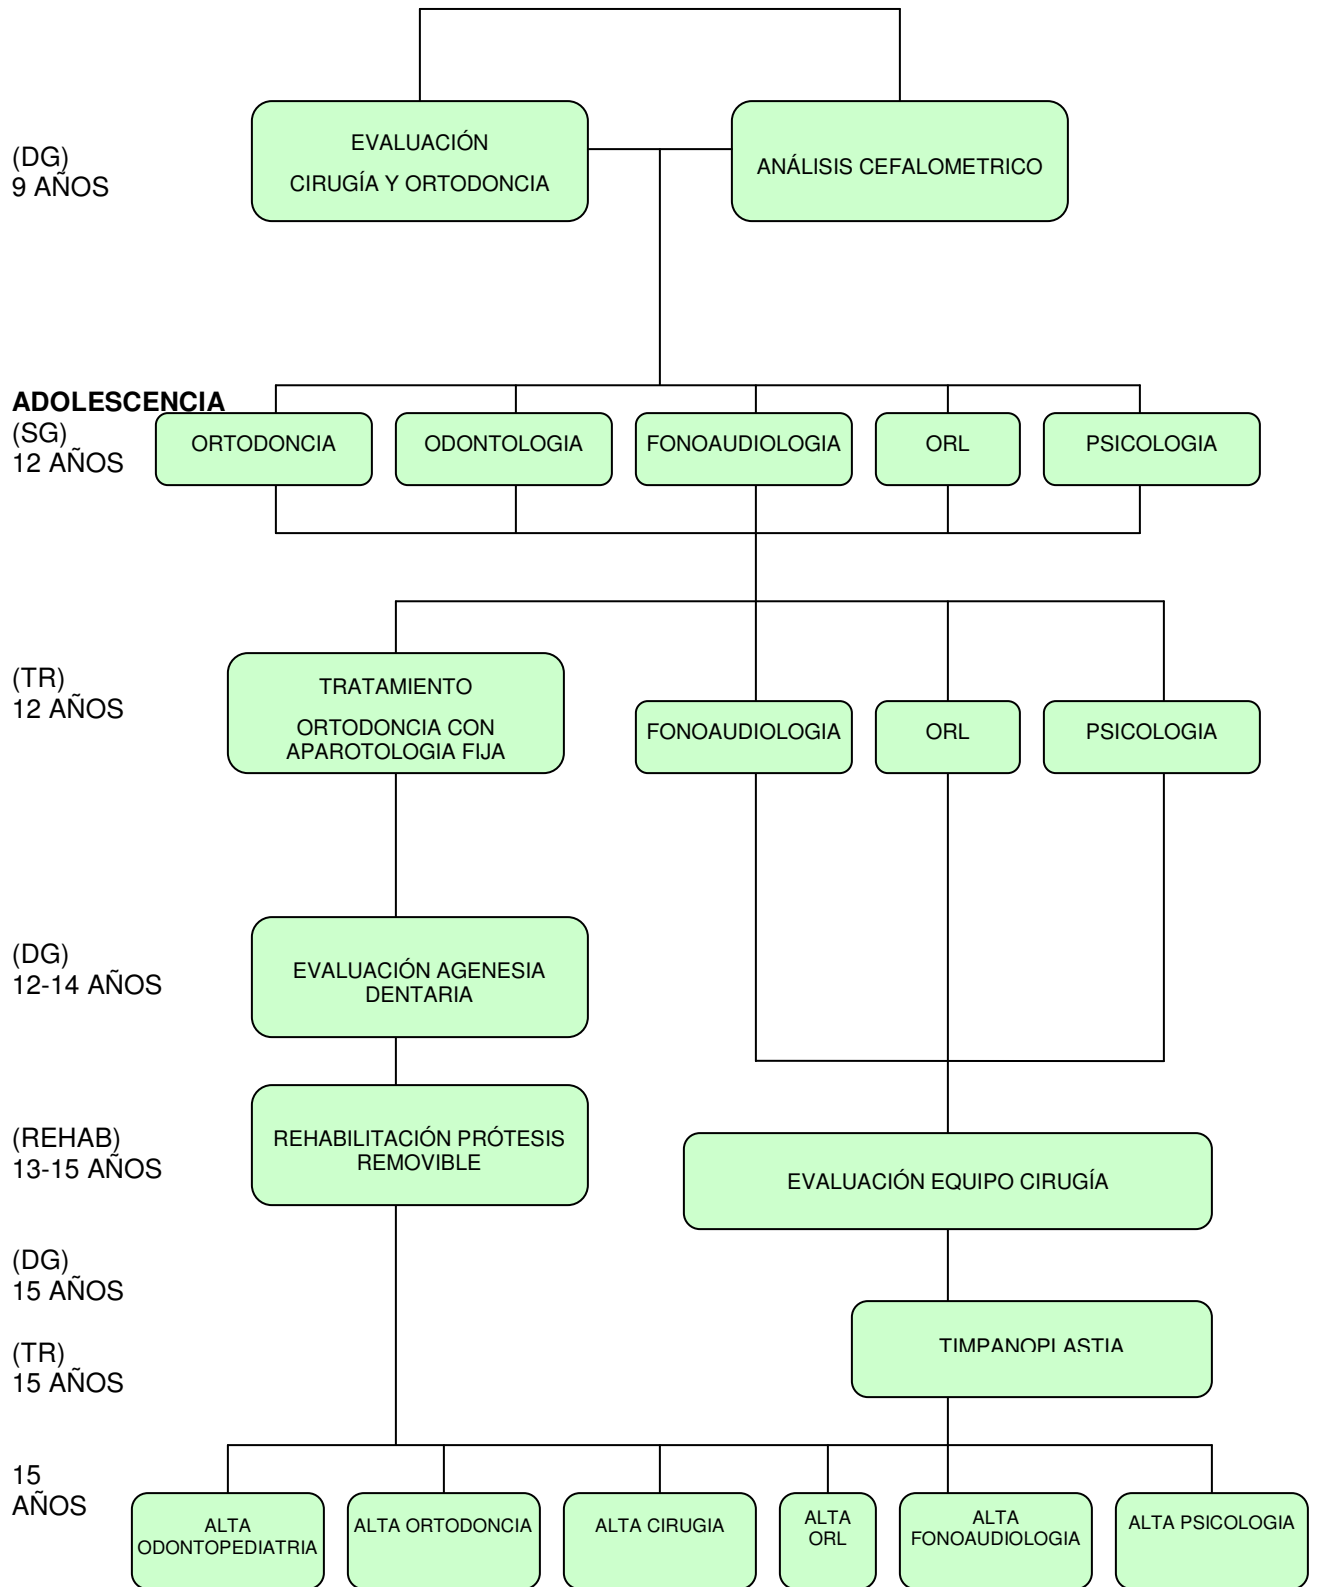 (DG)
9 AÑOS
EVALUACIÓN
CIRUGÍA Y ORTODONCIA
ANÁLISIS CEFALOMETRICO
ADOLESCENCIA
(SG)
12 AÑOS
ORTODONCIA
ODONTOLOGIA
FONOAUDIOLOGIA
ORL
PSICOLOGIA
(TR)
12 AÑOS
TRATAMIENTO
ORTODONCIA CON
APAROTOLOGIA FIJA
FONOAUDIOLOGIA
ORL
PSICOLOGIA
(DG)
12-14 AÑOS
EVALUACIÓN AGENESIA
DENTARIA
(REHAB)
13-15 AÑOS
REHABILITACIÓN PRÓTESIS
REMOVIBLE
EVALUACIÓN EQUIPO CIRUGÍA
(DG)
15 AÑOS
(TR)
15 AÑOS
TIMPANOPLASTIA
15
AÑOS
ALTA
ODONTOPEDIATRIA
ALTA ORTODONCIA
ALTA CIRUGIA
ALTA
ORL
ALTA
FONOAUDIOLOGIA
ALTA PSICOLOGIA